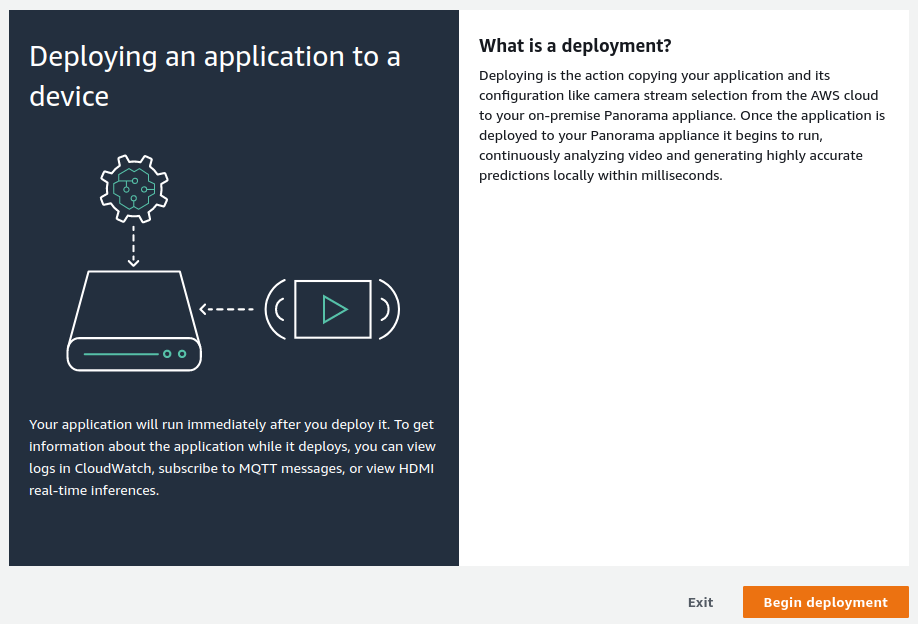 Deploying an application to a
device
Your application will run immediately after you deploy it. To get
information about the application while it deploys, you can view
logs in CloudWatch, subscribe to MQTT messages, or view HDMI
real-time inferences.
What is a deployment?
Deploying is the action copying your application and its
configuration like camera stream selection from the AWS cloud
to your on-premise Panorama appliance. Once the application is
deployed to your Panorama appliance it begins to run,
continuously analyzing video and generating highly accurate
predictions locally within milliseconds.
Exit
Begin deployment